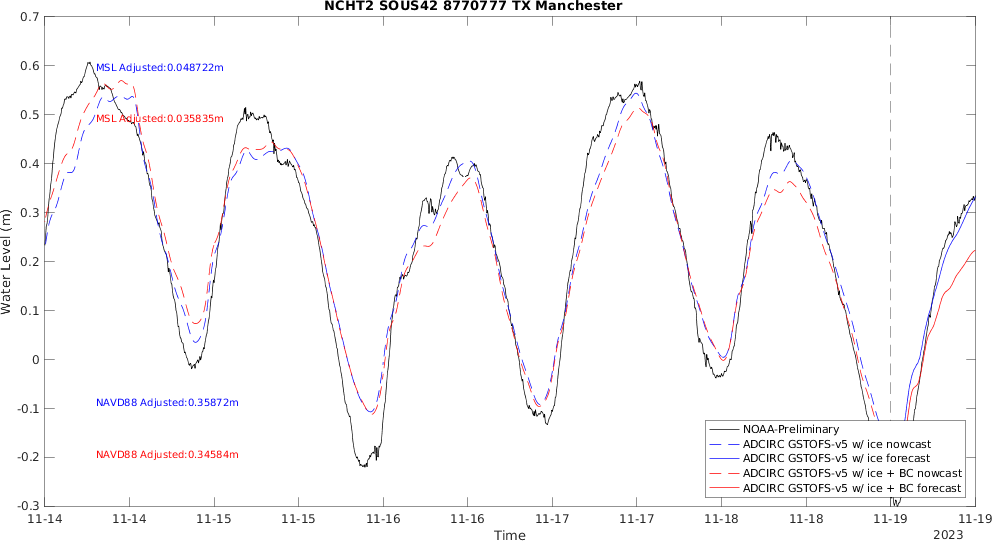 NCHT2 SOUS42 8770777 TX Manchester
0.7
0.6
0.5
0.4
0.3
0.2
0.1
0
-0.1
-0.2
-0.3
Water Level (m)
MSL Adjusted:0.048722m
MSL Adjusted:0.035835m
NAVD88 Adjusted:0.35872m
NAVD88 Adjusted:0.34584m
NOAA-Preliminary
ADCIRC GSTOFS-v5 w/ ice nowcast
ADCIRC GSTOFS-v5 w/ ice forecast
ADCIRC GSTOFS-v5 w/ ice + BC nowcast
ADCIRC GSTOFS-v5 w/ ice + BC forecast
11-14 11-14 11-15 11-15 11-16 11-16 11-17 11-17 11-18 11-18 11-19 11-19
Time
2023